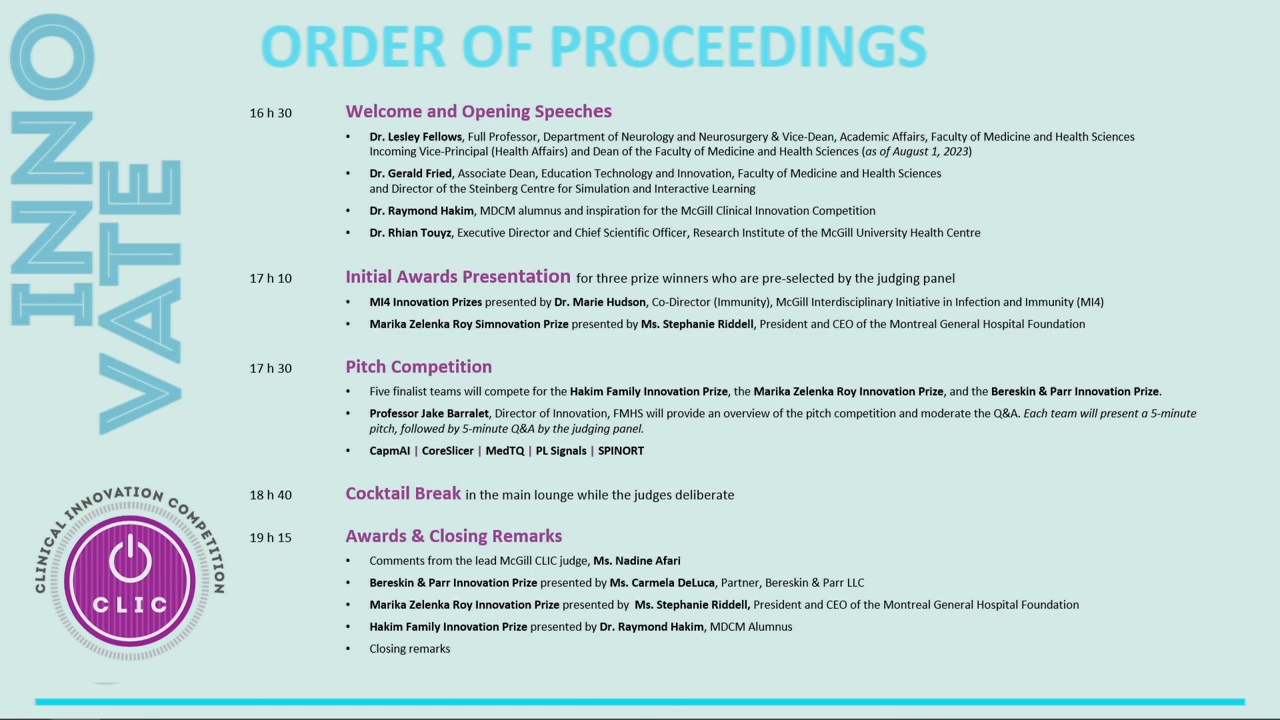 INNO
VATE
ORDER OF PROCEEDINGS
16 h 30 Welcome and Opening Speeches
• Dr. Lesley Fellows, Full Professor, Department of Neurology and Neurosurgery & Vice-Dean, Academic Affairs, Faculty of Medicine and Health Sciences
Incoming Vice-Principal (Health Affairs) and Dean of the Faculty of Medicine and Health Sciences (as of August 1, 2023)
• Dr. Gerald Fried, Associate Dean, Education Technology and Innovation, Faculty of Medicine and Health Sciences
and Director of the Steinberg Centre for Simulation and Interactive Learning
• Dr. Raymond Hakim, MDCM alumnus and inspiration for the McGill Clinical Innovation Competition
• Dr. Rhian Touyz, Executive Director and Chief Scientific Officer, Research Institute of the McGill University Health Centre
17 h 10 Initial Awards Presentation for three prize winners who are pre-selected by the judging panel
• MI4 Innovation Prizes presented by Dr. Marie Hudson, Co-Director (Immunity), McGill Interdisciplinary Initiative in Infection and Immunity (MI4)
• Marika Zelenka Roy Simnovation Prize presented by Ms. Stephanie Riddell, President and CEO of the Montreal General Hospital Foundation
17 h 30 Pitch Competition
• Five finalist teams will compete for the Hakim Family Innovation Prize, the Marika Zelenka Roy Innovation Prize, and the Bereskin & Parr Innovation Prize.
• Professor Jake Barralet, Director of Innovation, FMHS will provide an overview of the pitch competition and moderate the Q&A. Each team will present a 5-minute
pitch, followed by 5-minute Q&A by the judging panel.
• CapmAI | CoreSlicer | MedTQ | PL Signals | SPINORT
18 h 40 Cocktail Break in the main lounge while the judges deliberate
19 h 15 Awards & Closing Remarks
• Comments from the lead McGill CLIC judge, Ms. Nadine Afari
• Bereskin & Parr Innovation Prize presented by Ms. Carmela DeLuca, Partner, Bereskin & Parr LLC
• Marika Zelenka Roy Innovation Prize presented by Ms. Stephanie Riddell, President and CEO of the Montreal General Hospital Foundation
• Hakim Family Innovation Prize presented by Dr. Raymond Hakim, MDCM Alumnus
• Closing remarks
CLINICAL INNOVATION COMPETITION
CLIC